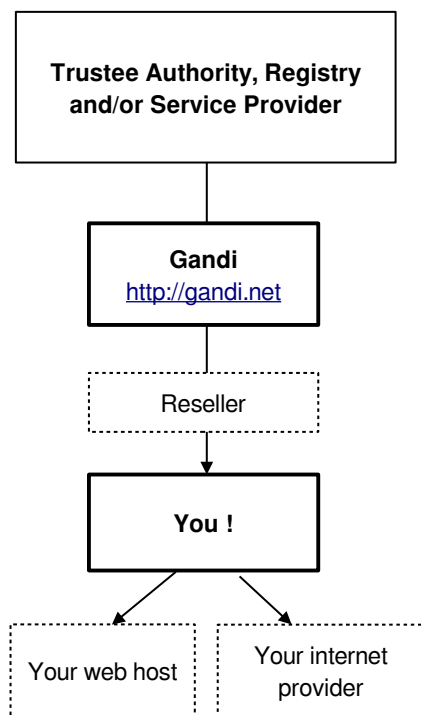 Trustee Authority, Registry
and/or Service Provider
Gandi
http://gandi.net
Reseller
You !
Your web host
Your internet
provider